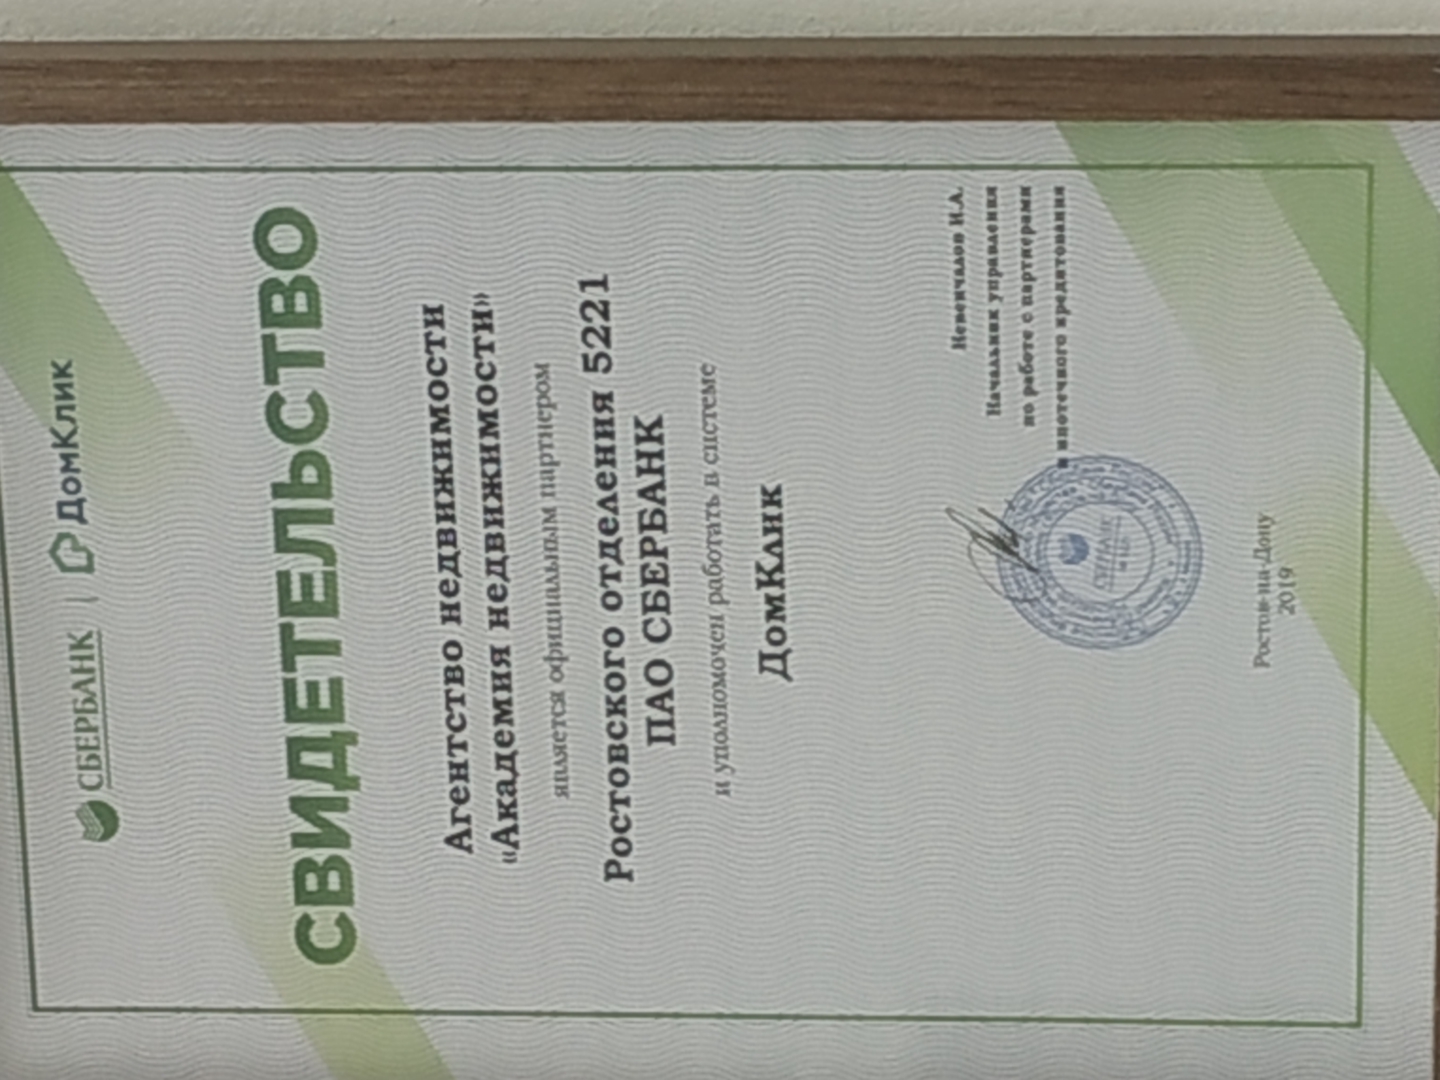 СБЕРБАНК | ДомКлик
СВИДЕТЕЛЬСТВО
Агентство недвижимости
«Академия недвижимости»
является официальным партнером
Ростовского отделения 5221
ПАО СБЕРБАНК
и уполномочен работать в системе
ДомКлик
И.А.
Начальник управления
по работе с партнерами
и ипотечного кредитования
СБЕРБАНК
Ростов-на-Дону
2019